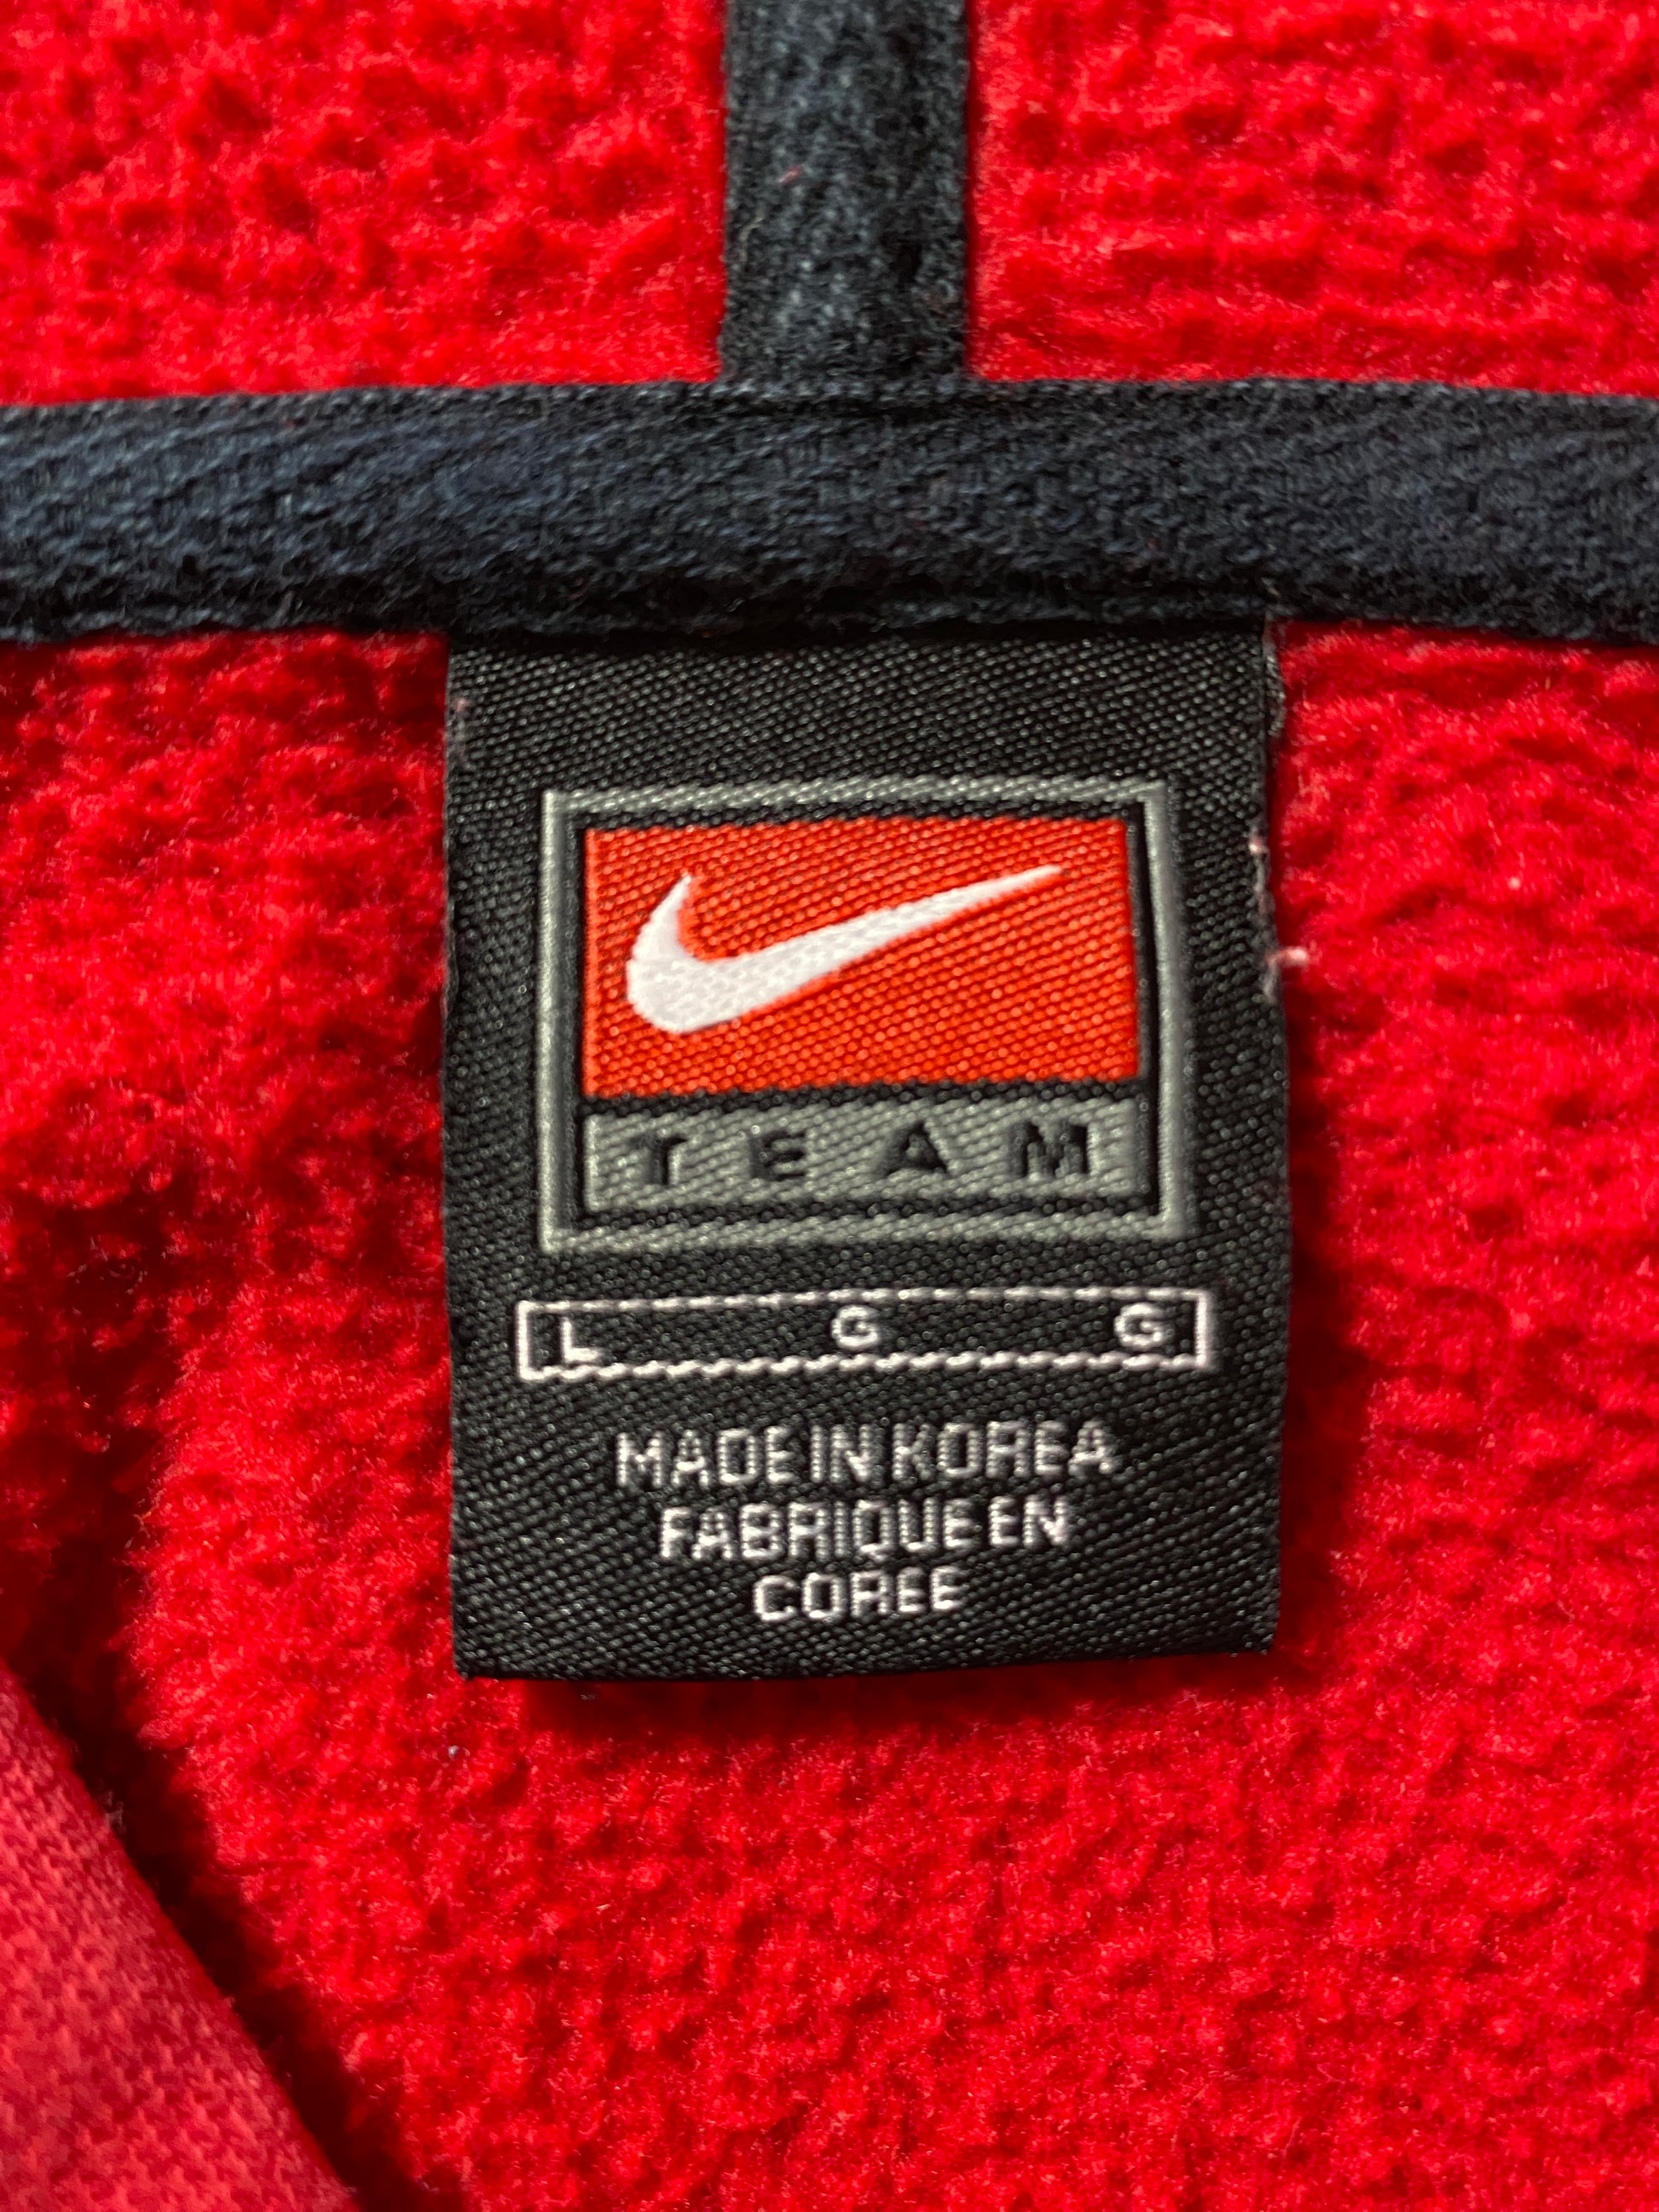 TEAM
L G G
MADE IN KOREA
FABRIQUE EN
COREE